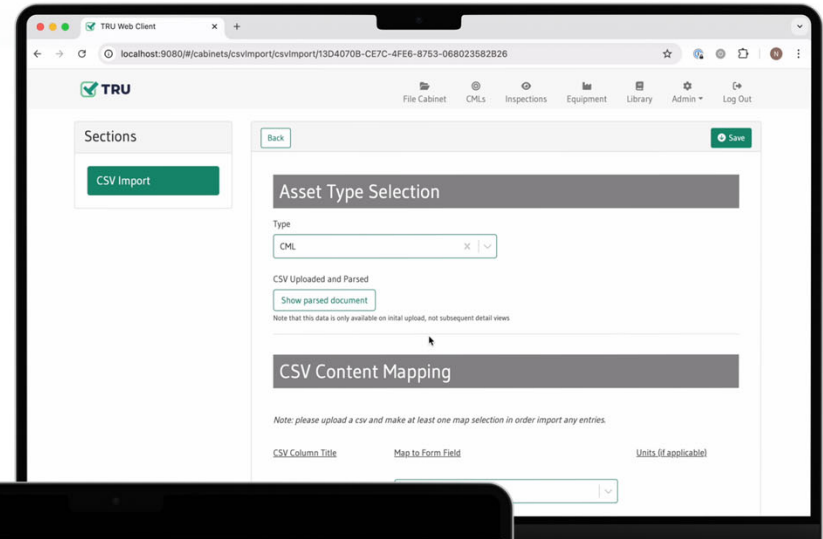 TRU Web Client
localhost:9080/#/cabinets/csvImport/csvImport/13D4070B-CE7C-4FE6-8753-068023582B26
N
TRU
File Cabinet CMLs Inspections Equipment Library Admin Log Out
Sections
CSV Import
Back
Save
Asset Type Selection
Type
CML
CSV Uploaded and Parsed
Show parsed document
Note that this data is only available on inital upload, not subsequent detail views
CSV Content Mapping
Note: please upload a csv and make at least one map selection in order import any entries.
CSV Column Title Map to Form Field Units (if applicable)